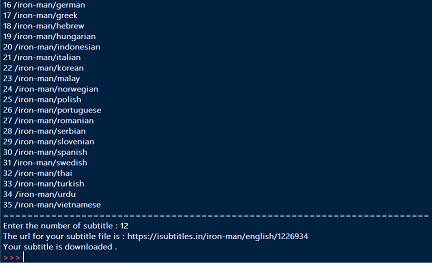 16 /iron-man/german
17 /iron-man/greek
18 /iron-man/hebrew
19 /iron-man/hungarian
20 /iron-man/indonesian
21 /iron-man/italian
22 /iron-man/korean
23 /iron-man/malay
24 /iron-man/norwegian
25 /iron-man/polish
26 /iron-man/portuguese
27 /iron-man/romanian
28 /iron-man/serbian
29 /iron-man/slovenian
30 /iron-man/spanish
31 /iron-man/swedish
32 /iron-man/thai
33 /iron-man/turkish
34 /iron-man/urdu
35 /iron-man/vietnamese
======================================================================
Enter the number of subtitle : 12
The url for your subtitle file is : https://isubtitles.in/iron-man/english/1226934
Your subtitle is downloaded .
>>>